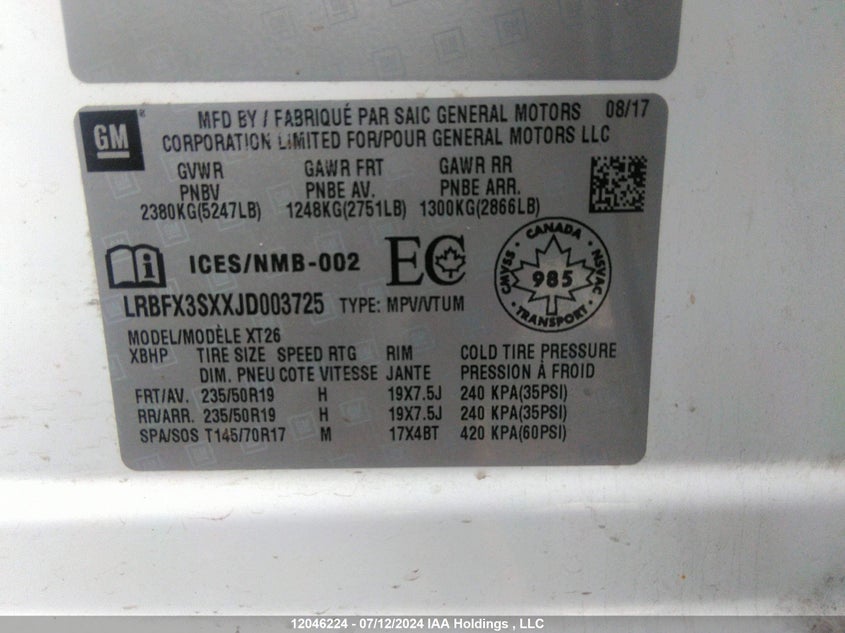 GM
MFD BY / FABRIQUÉ PAR SAIC GENERAL MOTORS 08/17
CORPORATION LIMITED FOR/POUR GENERAL MOTORS LLC
GVWR GAWR FRT GAWR RR
PNBV PNBE AV. PNBE ARR.
2380KG(5247LB) 1248KG(2751LB) 1300KG(2866LB)
ICES/NMB-002 EC
CANADA
CMVSS 985 NSVAC
TRANSPORT
LRBFX3SXXJD003725 TYPE: MPV/VTUM
MODEL/MODÈLE XT26
XBHP TIRE SIZE SPEED RTG RIM COLD TIRE PRESSURE
DIM. PNEU COTE VITESSE JANTE PRESSION À FROID
FRT/AV. 235/50R19 H 19X7.5J 240 KPA(35PSI)
RR/ARR. 235/50R19 H 19X7.5J 240 KPA(35PSI)
SPA/SOS T145/70R17 M 17X4BT 420 KPA(60PSI)
12046224 - 07/12/2024 IAA Holdings , LLC